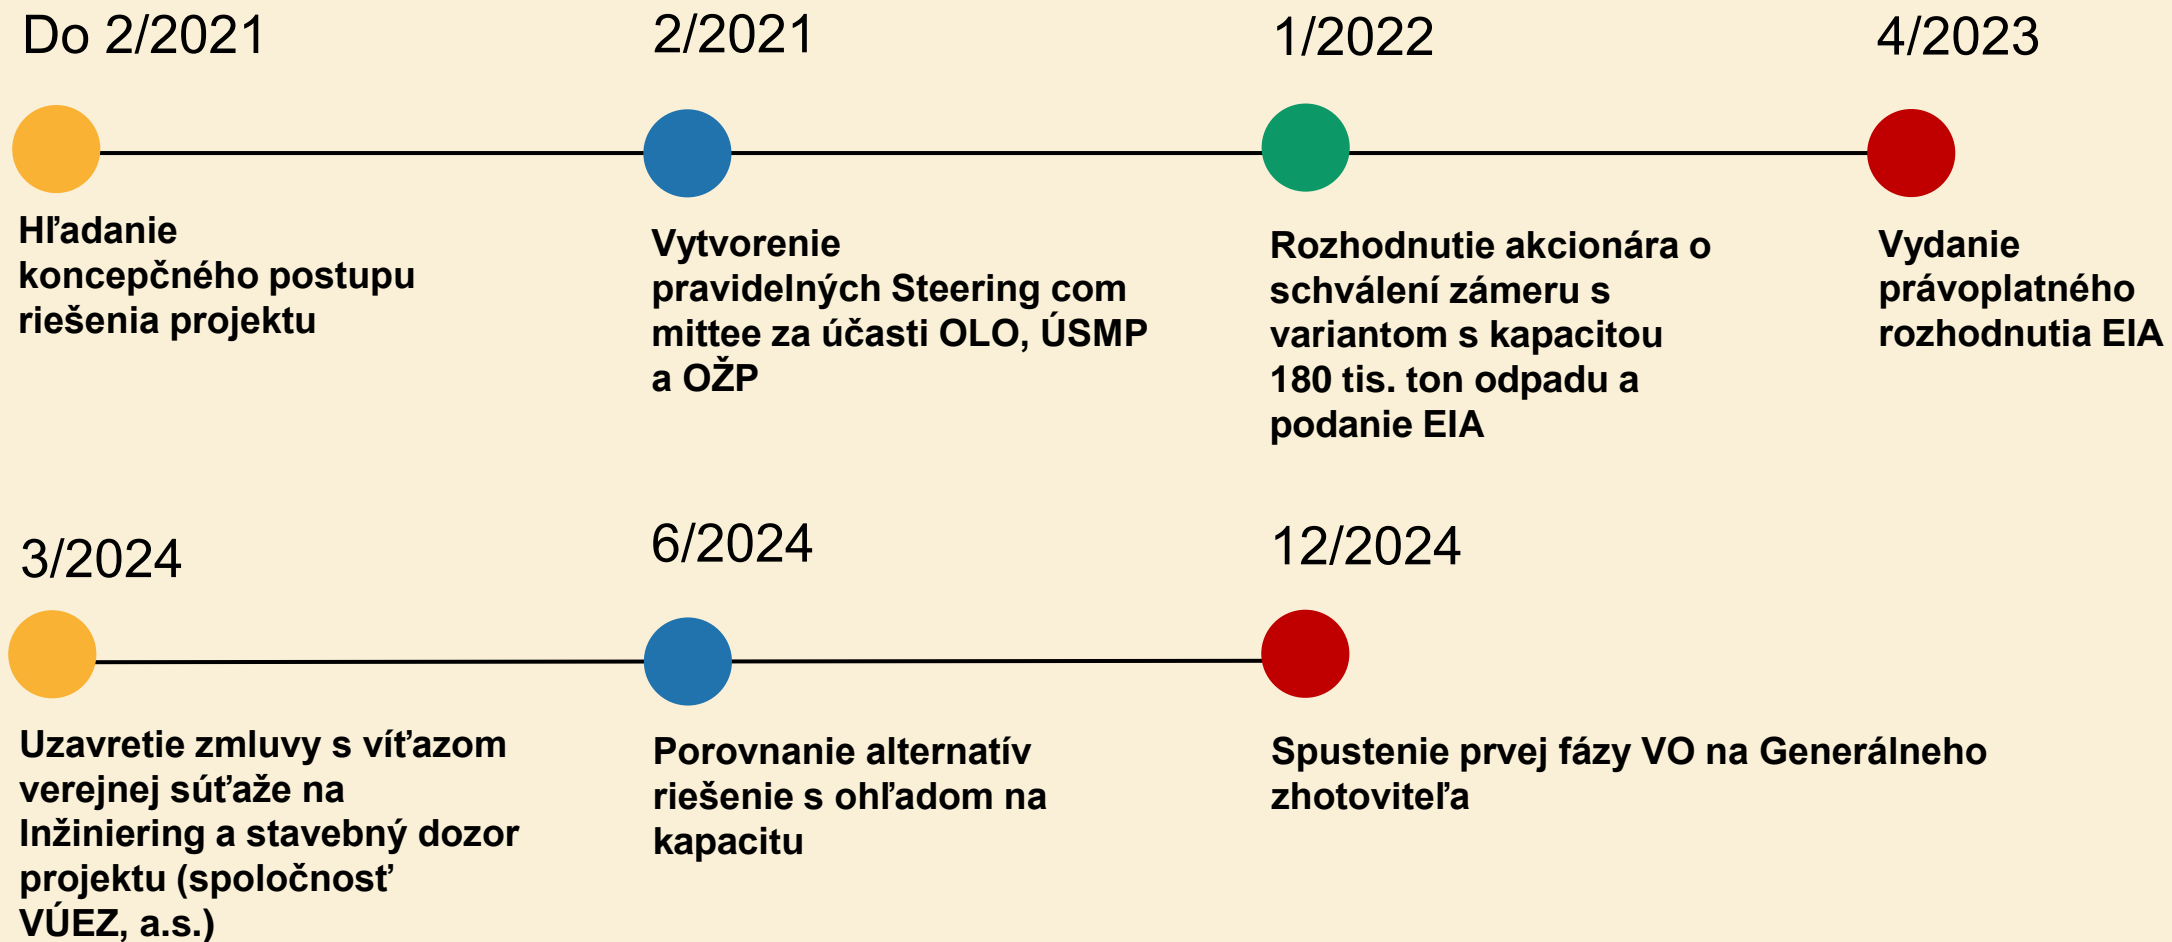 Do 2/2021
Hľadanie
koncepčného postupu
riešenia projektu
2/2021
Vytvorenie
pravidelných Steering com
mittee za účasti OLO, ÚSMP
a OŽP
1/2022
Rozhodnutie akcionára o
schválení zámeru s
variantom s kapacitou
180 tis. ton odpadu a
podanie EIA
4/2023
Vydanie
právoplatného
rozhodnutia EIA
3/2024
Uzavretie zmluvy s víťazom
verejnej súťaže na
Inžiniering a stavebný dozor
projektu (spoločnosť
VÚEZ, a.s.)
6/2024
Porovnanie alternatív
riešenie s ohľadom na
kapacitu
12/2024
Spustenie prvej fázy VO na Generálneho
zhotoviteľa